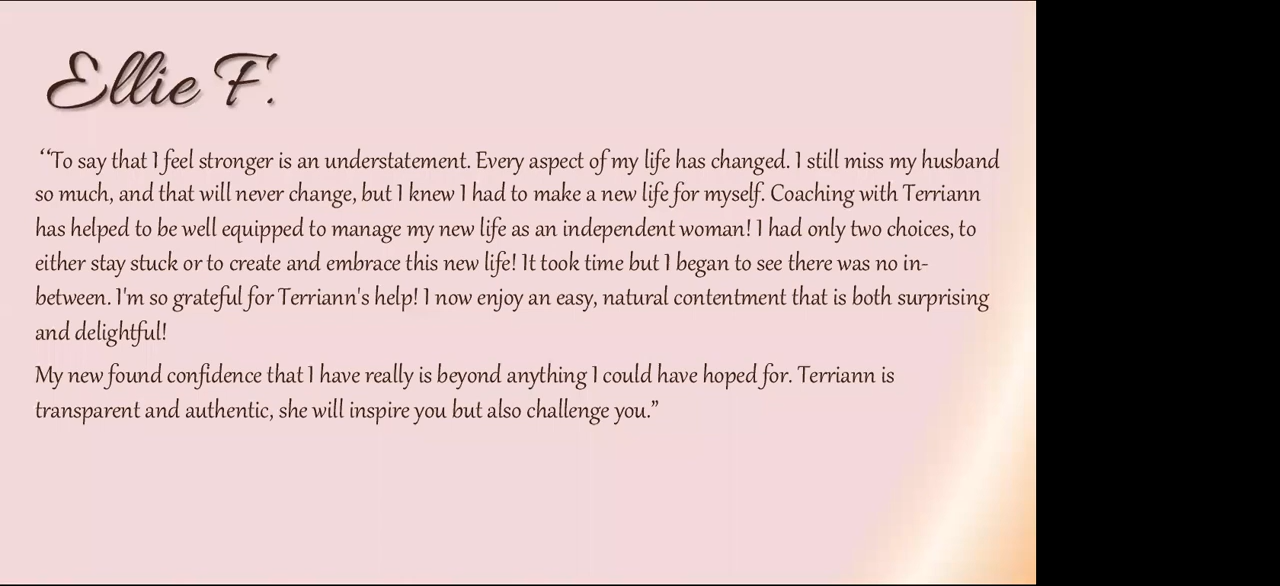 Ellie F.
“To say that I feel stronger is an understatement. Every aspect of my life has changed. I still miss my husband
so much, and that will never change, but I knew I had to make a new life for myself. Coaching with Terriann
has helped to be well equipped to manage my new life as an independent woman! I had only two choices, to
either stay stuck or to create and embrace this new life! It took time but I began to see there was no in-
between. I'm so grateful for Terriann's help! I now enjoy an easy, natural contentment that is both surprising
and delightful!
My new found confidence that I have really is beyond anything I could have hoped for. Terriann is
transparent and authentic, she will inspire you but also challenge you.”